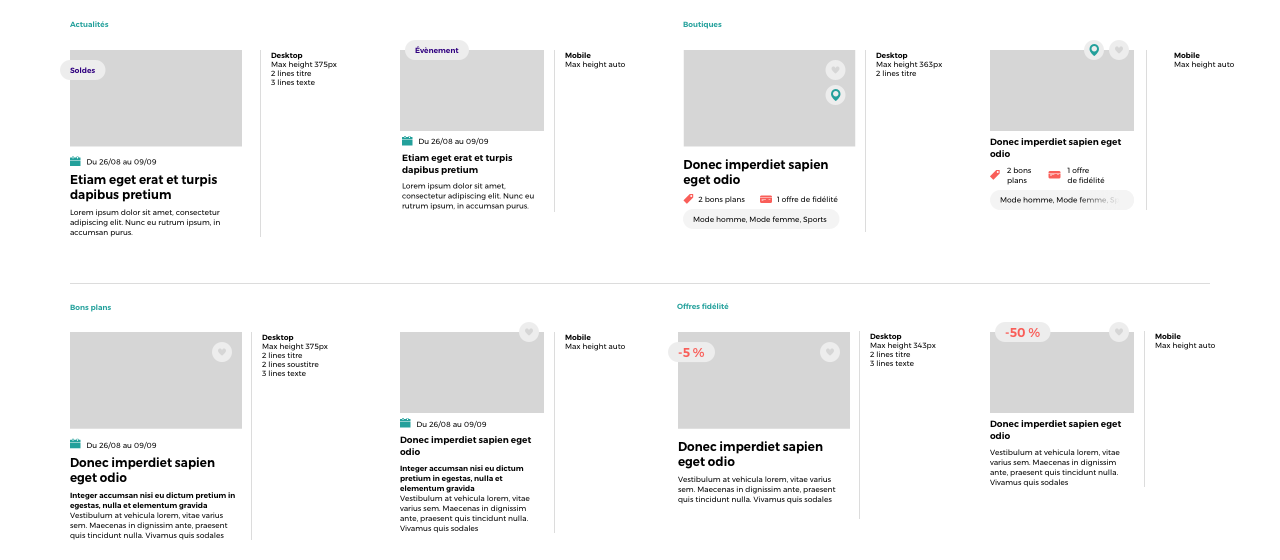 Actualités
Soldes
Du 26/08 au 09/09
Etiam eget erat et turpis
dapibus pretium
Lorem ipsum dolor sit amet, consectetur
adipiscing elit. Nunc eu rutrum ipsum, in
accumsan purus.
Desktop
Max height 375px
2 lines titre
3 lines texte
Évènement
Du 26/08 au 09/09
Etiam eget erat et turpis
dapibus pretium
Lorem ipsum dolor sit amet,
consectetur adipiscing elit. Nunc eu
rutrum ipsum, in accumsan purus.
Mobile
Max height auto
Boutiques
Donec imperdiet sapien
eget odio
2 bons plans
1 offre de fidélité
Mode homme, Mode femme, Sports
Desktop
Max height 363px
2 lines titre
Donec imperdiet sapien eget
odio
2 bons
plans
1 offre
de fidélité
Mode homme, Mode femme, S
Mobile
Max height auto
Bons plans
Du 26/08 au 09/09
Donec imperdiet sapien
eget odio
Integer accumsan nisi eu dictum pretium in
egestas, nulla et elementum gravida
Vestibulum at vehicula lorem, vitae varius
sem. Maecenas in dignissim ante, praesent
quis tincidunt nulla. Vivamus quis sodales
Desktop
Max height 375px
2 lines titre
2 lines soustitre
3 lines texte
Du 26/08 au 09/09
Donec imperdiet sapien eget
odio
Integer accumsan nisi eu dictum
pretium in egestas, nulla et
elementum gravida
Vestibulum at vehicula lorem, vitae
varius sem. Maecenas in dignissim
ante, praesent quis tincidunt nulla.
Vivamus quis sodales
Mobile
Max height auto
Offres fidélité
-5 %
Donec imperdiet sapien
eget odio
Vestibulum at vehicula lorem, vitae varius
sem. Maecenas in dignissim ante, praesent
quis tincidunt nulla. Vivamus quis sodales
Desktop
Max height 343px
2 lines titre
3 lines texte
-50 %
Donec imperdiet sapien eget
odio
Vestibulum at vehicula lorem, vitae
varius sem. Maecenas in dignissim
ante, praesent quis tincidunt nulla.
Vivamus quis sodales
Mobile
Max height auto